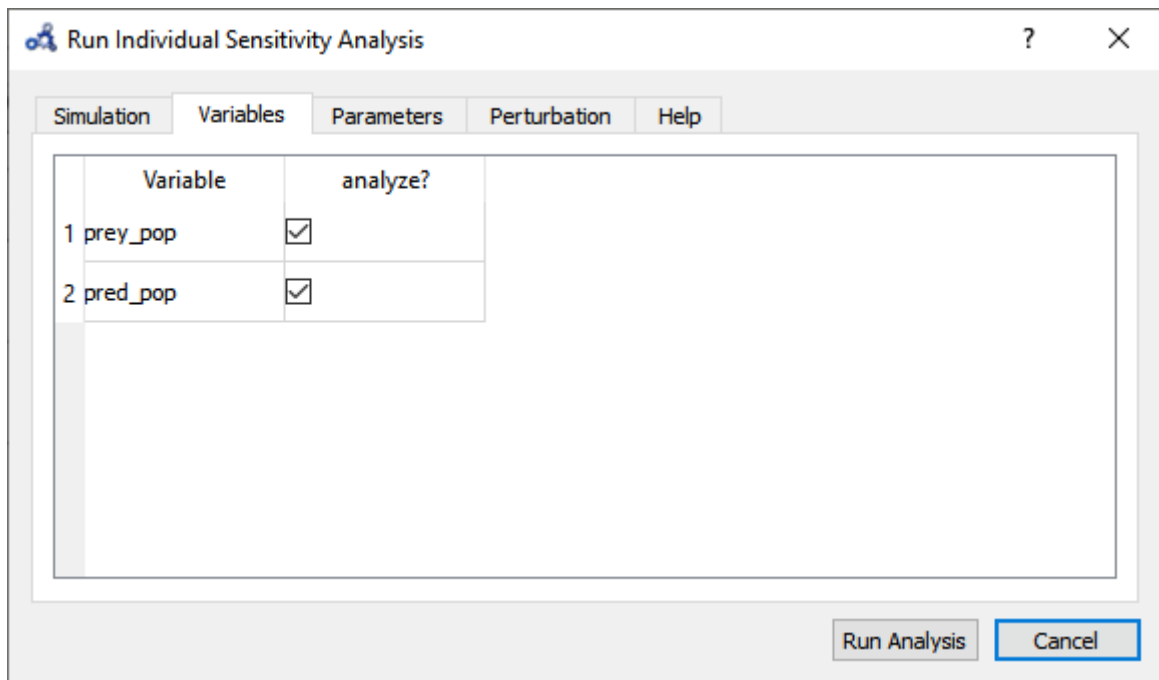 Run Individual Sensitivity Analysis ?
Simulation Variables Parameters Perturbation Help
Variable analyze?
1 prey_pop
2 pred_pop
Run Analysis Cancel